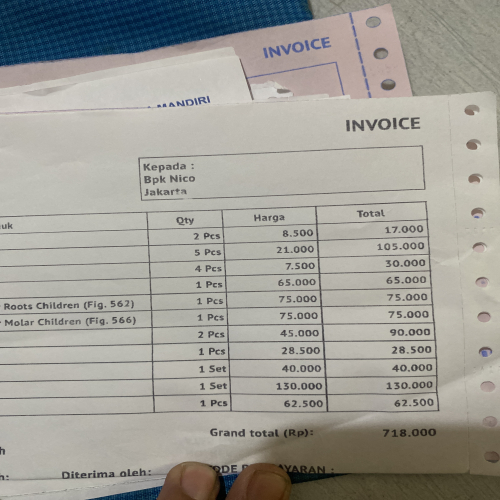 INVOICE
MANDIRI
INVOICE
Kepada :
Bpk Nico
Jakarta
uk Qty Harga Total
2 Pcs 8.500 17.000
5 Pcs 21.000 105.000
4 Pcs 7.500 30.000
1 Pcs 65.000 65.000
Roots Children (Fig. 562) 1 Pcs 75.000 75.000
Molar Children (Fig. 566) 1 Pcs 75.000 75.000
2 Pcs 45.000 90.000
1 Pcs 28.500 28.500
1 Set 40.000 40.000
1 Set 130.000 130.000
1 Pcs 62.500 62.500
Grand total (Rp): 718.000
h
h: Diterima oleh: AYARAN :